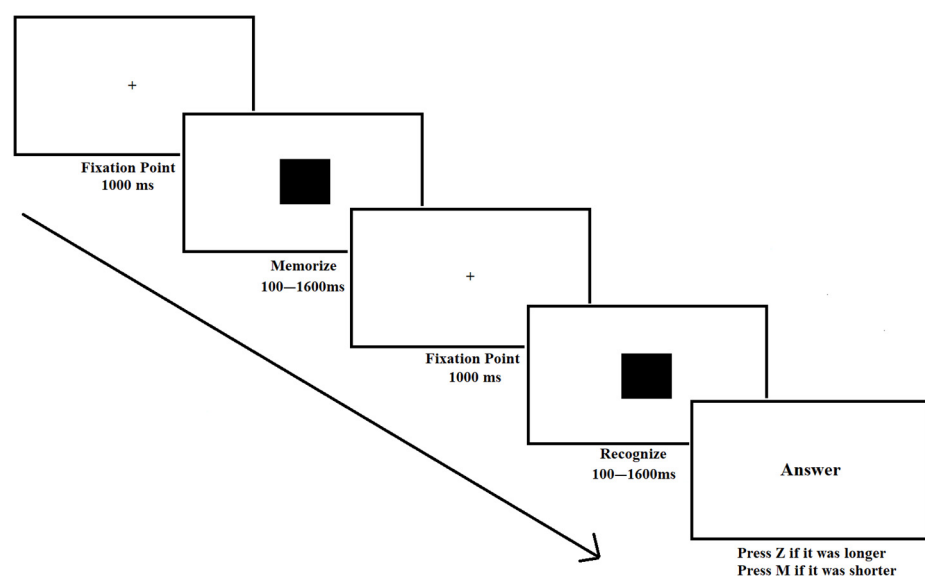 +
Fixation Point
1000 ms
Memorize
100—1600ms
+
Fixation Point
1000 ms
Recognize
100—1600ms
Answer
Press Z if it was longer
Press M if it was shorter